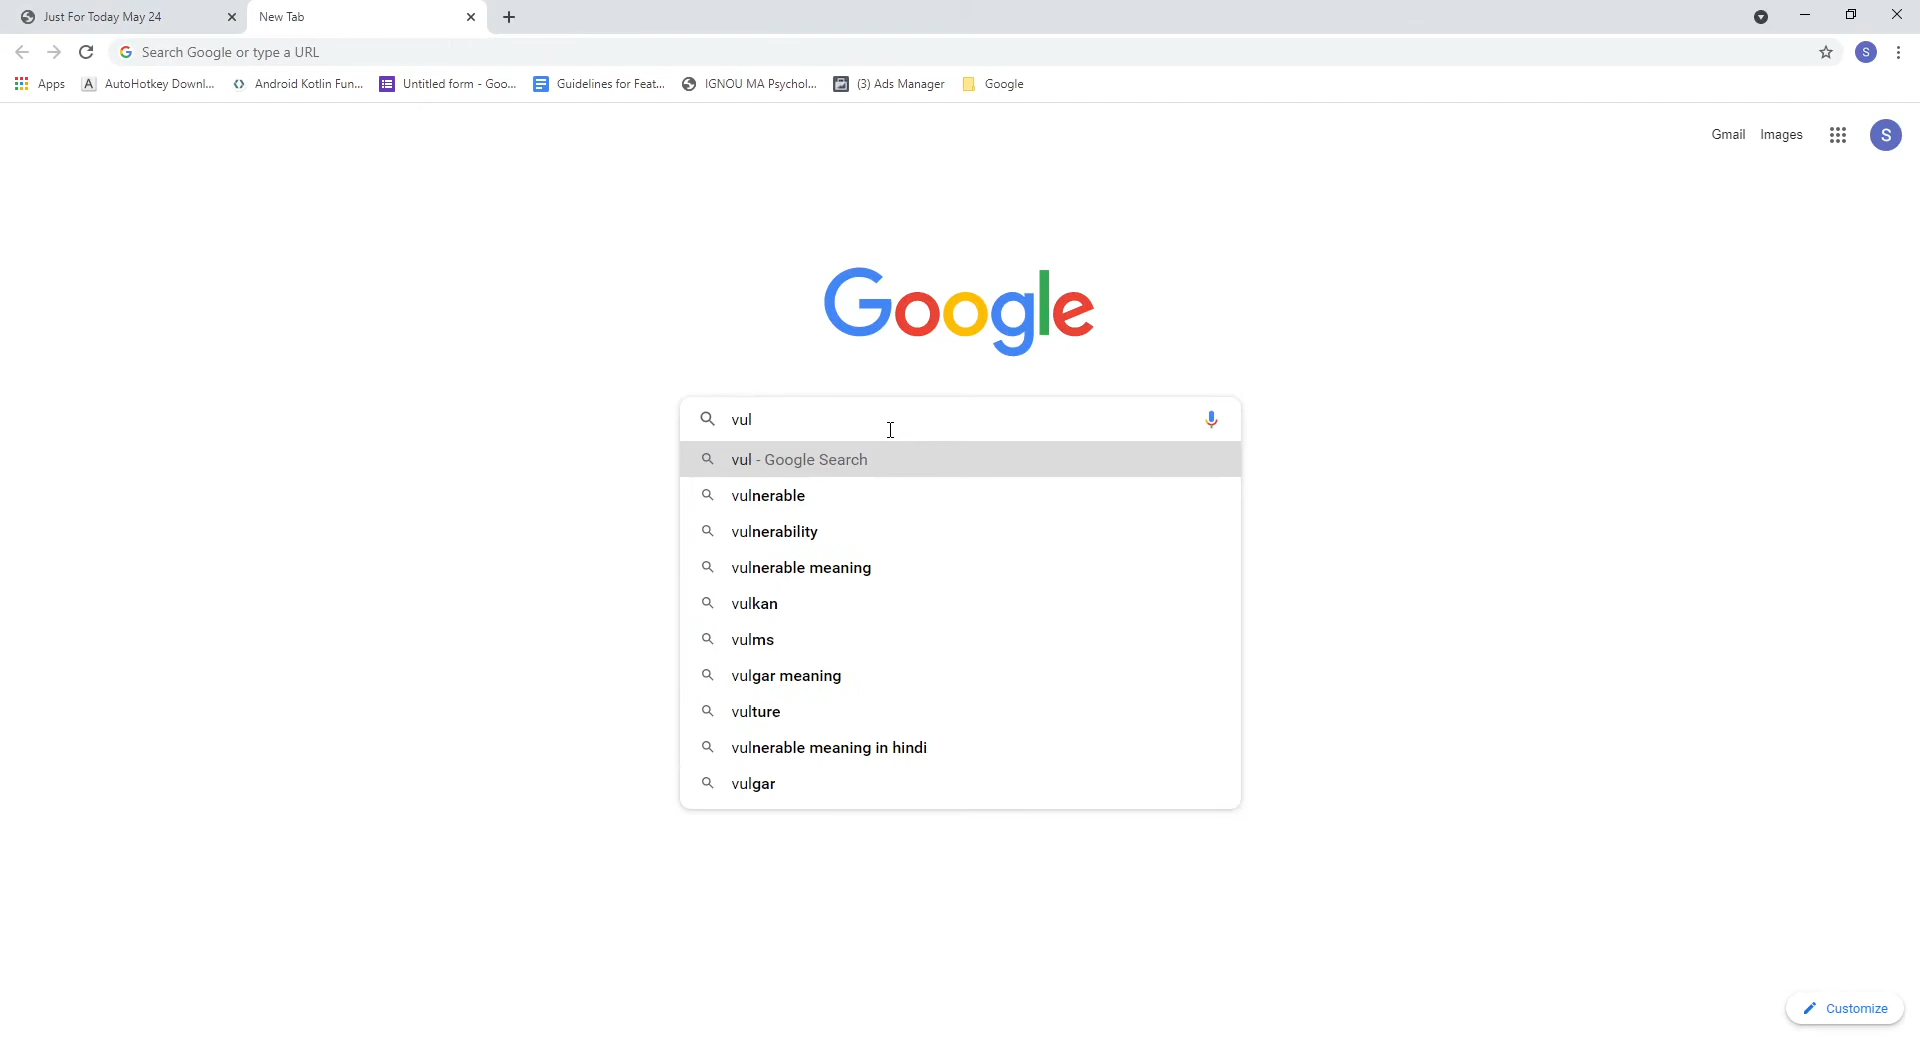 Just For Today May 24
New Tab
Search Google or type a URL
S
Apps
AutoHotkey Downl...
Android Kotlin Fun...
Untitled form - Goo...
Guidelines for Feat...
IGNOU MA Psychol...
(3) Ads Manager
Google
Gmail
Images
S
Google
vul
vul - Google Search
vulnerable
vulnerability
vulnerable meaning
vulkan
vulms
vulgar meaning
vulture
vulnerable meaning in hindi
vulgar
Customize